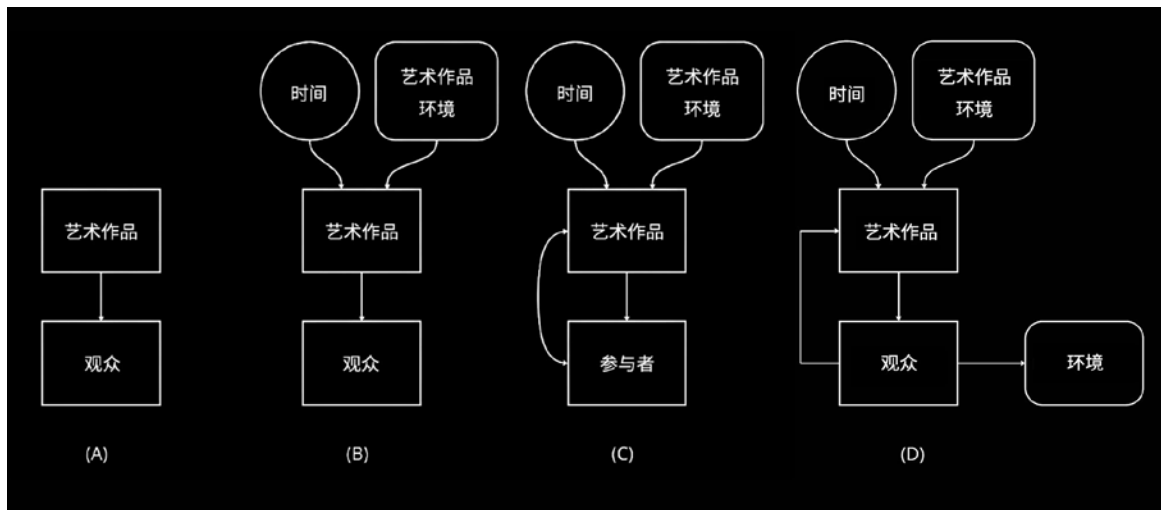 艺术作品
观众
(A)
时间
艺术作品
环境
艺术作品
观众
(B)
时间
艺术作品
环境
艺术作品
参与者
(C)
时间
艺术作品
环境
艺术作品
观众
环境
(D)